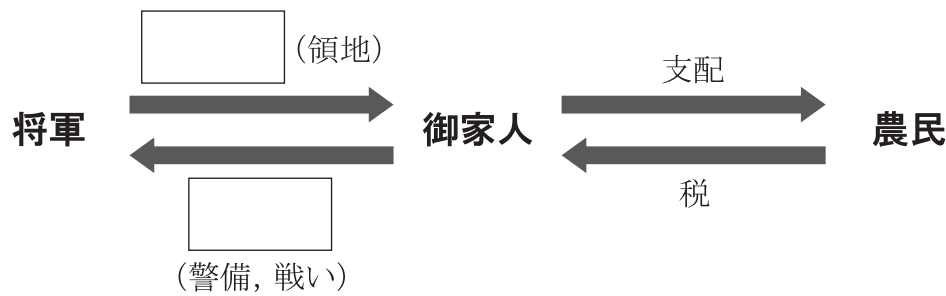 (領地)
支配
将軍
御家人
農民
税
(警備, 戦い)